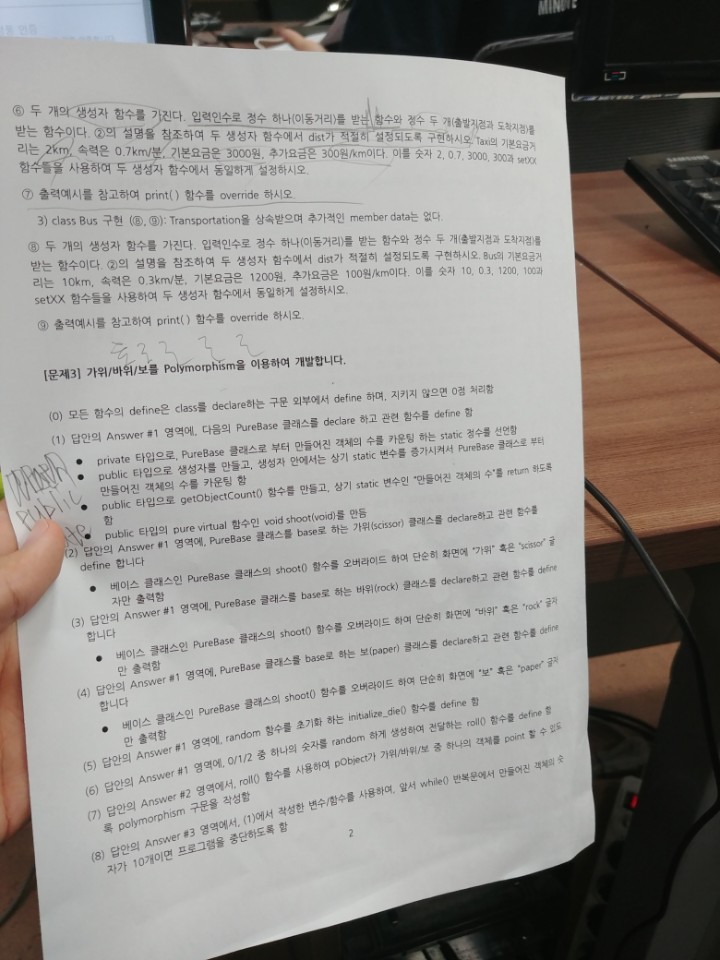 MINUTE
SAMSUNG
⑥ 두 개의 생성자 함수를 가진다. 입력인수로 정수 하나(이동거리)를 받는 함수와 정수 두 개(출발지점과 도착지점)를
받는 함수이다. ②의 설명을 참조하여 두 생성자 함수에서 dist가 적절히 설정되도록 구현하시오. Taxi의 기본요금거
리는 2km, 속력은 0.7km/분, 기본요금은 3000원, 추가요금은 300원/km이다. 이를 숫자 2, 0.7, 3000, 300과 setXX
함수들을 사용하여 두 생성자 함수에서 동일하게 설정하시오.
⑦ 출력예시를 참고하여 print( ) 함수를 override 하시오.
3) class Bus 구현 (⑧, ⑨): Transportation을 상속받으며 추가적인 member data는 없다.
⑧ 두 개의 생성자 함수를 가진다. 입력인수로 정수 하나(이동거리)를 받는 함수와 정수 두 개(출발지점과 도착지점)를
받는 함수이다. ②의 설명을 참조하여 두 생성자 함수에서 dist가 적절히 설정되도록 구현하시오. Bus의 기본요금거
리는 10km, 속력은 0.3km/분, 기본요금은 1200원, 추가요금은 100원/km이다. 이를 숫자 10, 0.3, 1200, 100과
setXX 함수들을 사용하여 두 생성자 함수에서 동일하게 설정하시오.
⑨ 출력예시를 참고하여 print( ) 함수를 override 하시오.
[문제3] 가위/바위/보를 Polymorphism을 이용하여 개발합니다.
(0) 모든 함수의 define은 class를 declare하는 구문 외부에서 define 하며, 지키지 않으면 0점 처리함
(1) 답안의 Answer #1 영역에, 다음의 PureBase 클래스를 declare 하고 관련 함수를 define 함
• private 타입으로, PureBase 클래스로 부터 만들어진 객체의 수를 카운팅 하는 static 정수를 선언함
• public 타입으로 생성자를 만들고, 생성자 안에서는 상기 static 변수를 증가시켜서 PureBase 클래스로 부터
만들어진 객체의 수를 카운팅 함
• public 타입으로 getObjectCount() 함수를 만들고, 상기 static 변수인 "만들어진 객체의 수"를 return 하도록
함
• public 타입의 pure virtual 함수인 void shoot(void)를 만듬
public
(2) 답안의 Answer #1 영역에, PureBase 클래스를 base로 하는 가위(scissor) 클래스를 declare하고 관련 함수를
define 합니다
• 베이스 클래스인 PureBase 클래스의 shoot() 함수를 오버라이드 하여 단순히 화면에 "가위" 혹은 "scissor" 글
자만 출력함
(3) 답안의 Answer #1 영역에, PureBase 클래스를 base로 하는 바위(rock) 클래스를 declare하고 관련 함수를 define
합니다
• 베이스 클래스인 PureBase 클래스의 shoot() 함수를 오버라이드 하여 단순히 화면에 "바위" 혹은 "rock" 글자
만 출력함
(4) 답안의 Answer #1 영역에, PureBase 클래스를 base로 하는 보(paper) 클래스를 declare하고 관련 함수를 define
합니다
• 베이스 클래스인 PureBase 클래스의 shoot() 함수를 오버라이드 하여 단순히 화면에 "보" 혹은 "paper" 글자
만 출력함
(5) 답안의 Answer #1 영역에, random 함수를 초기화 하는 initialize_die() 함수를 define 함
(6) 답안의 Answer #1 영역에, 0/1/2 중 하나의 숫자를 random 하게 생성하여 전달하는 roll() 함수를 define 함
(7) 답안의 Answer #2 영역에서, roll() 함수를 사용하여 pObject가 가위/바위/보 중 하나의 객체를 point 할 수 있도
록 polymorphism 구문을 작성함
(8) 답안의 Answer #3 영역에서, (1)에서 작성한 변수/함수를 사용하여, 앞서 while() 반복문에서 만들어진 객체의 숫
자가 10개이면 프로그램을 중단하도록 함
2